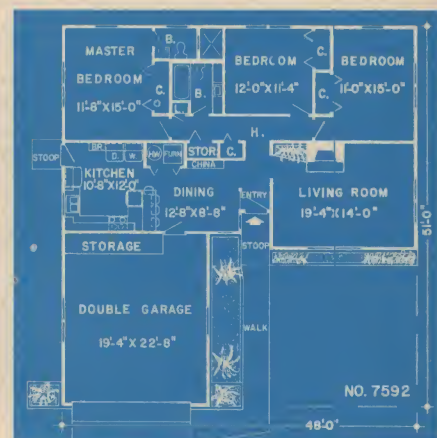 B.
MASTER
BEDROOM
11'-8"X15'-0"
C.
B.
BEDROOM
12'-0"X11'-4"
C.
C.
BEDROOM
11'-0"X15'-0"
H.
STOOP
BR.
D.
W.
HW
FURN
STOR
C.
CHINA
KITCHEN
10'-8"X12'-0"
DINING
12'-8"X8'-8"
ENTRY
LIVING ROOM
19'-4"X14'-0"
STORAGE
STOOP
DOUBLE GARAGE
19'-4" X 22'-8"
WALK
51'-0"
NO. 7592
48'-0"